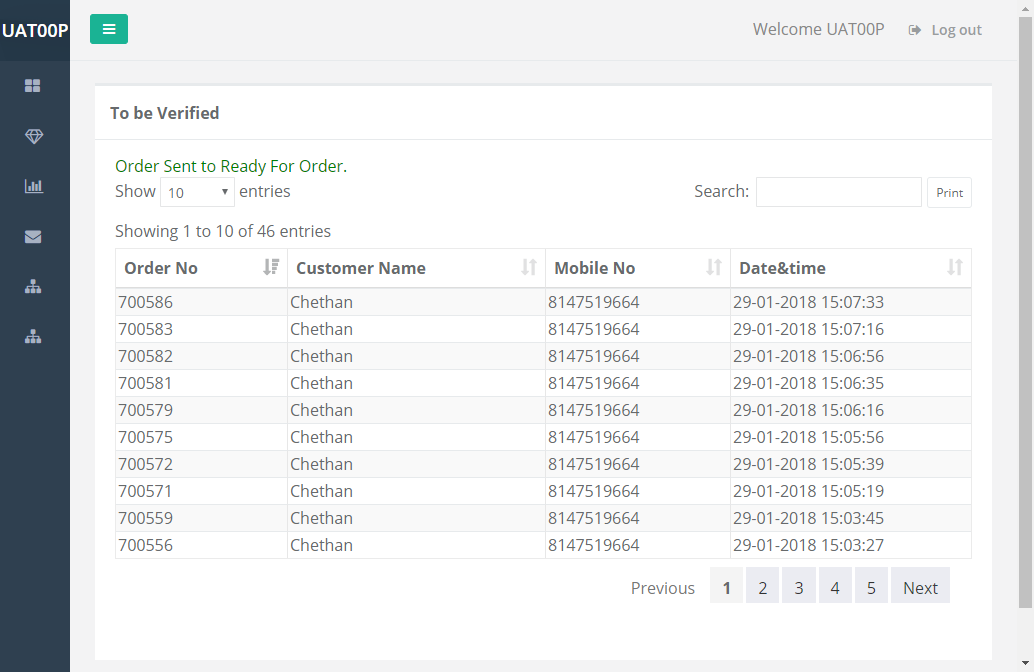 UAT00P
Welcome UAT00P Log out
To be Verified
Order Sent to Ready For Order.
Show 10 entries Search: Print
Showing 1 to 10 of 46 entries
Order No Customer Name Mobile No Date&time
700586 Chethan 8147519664 29-01-2018 15:07:33
700583 Chethan 8147519664 29-01-2018 15:07:16
700582 Chethan 8147519664 29-01-2018 15:06:56
700581 Chethan 8147519664 29-01-2018 15:06:35
700579 Chethan 8147519664 29-01-2018 15:06:16
700575 Chethan 8147519664 29-01-2018 15:05:56
700572 Chethan 8147519664 29-01-2018 15:05:39
700571 Chethan 8147519664 29-01-2018 15:05:19
700559 Chethan 8147519664 29-01-2018 15:03:45
700556 Chethan 8147519664 29-01-2018 15:03:27
Previous 1 2 3 4 5 Next